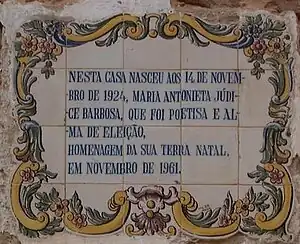 NESTA CASA NASCEU AOS 14 DE NOVEM
BRO DE 1924, MARIA ANTONIETA JÚDI
CE BARBOSA, QUE FOI POETISA E AL
MA DE ELEIÇÃO,
HOMENAGEM DA SUA TERRA NATAL,
EM NOVEMBRO DE 1961.